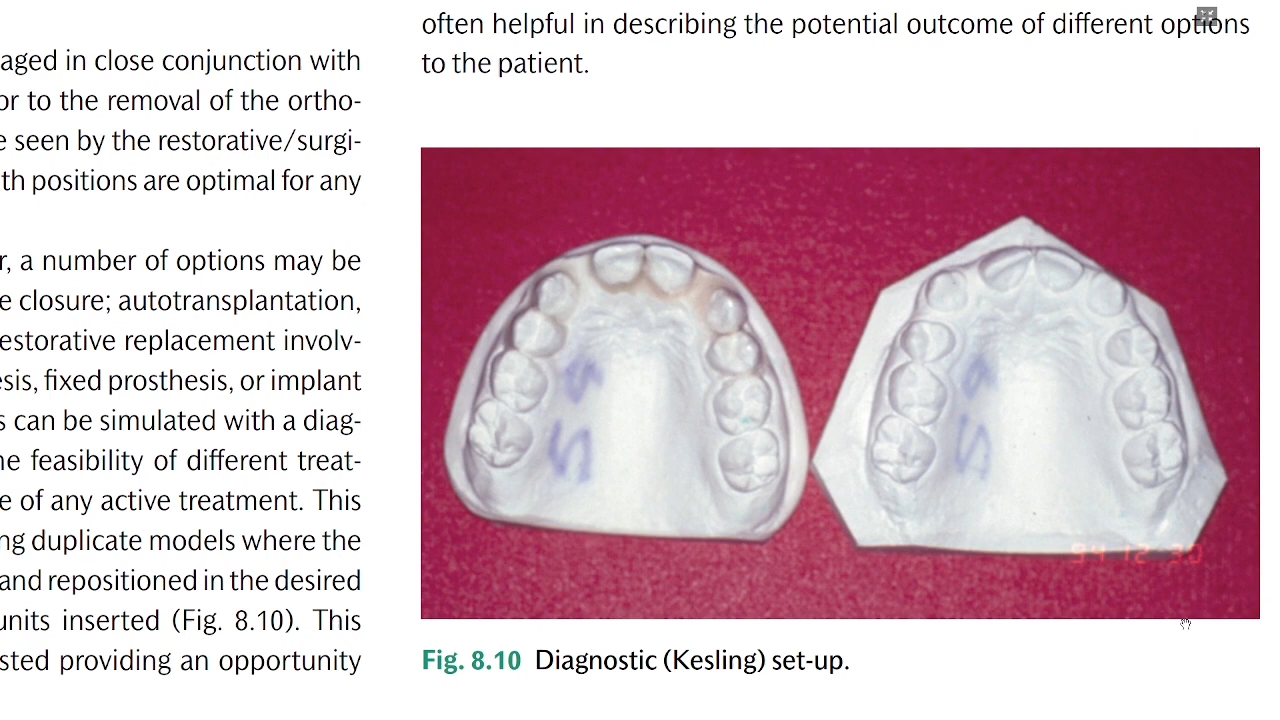 aged in close conjunction with
or to the removal of the ortho-
e seen by the restorative/surgi-
th positions are optimal for any
r, a number of options may be
e closure; autotransplantation,
estorative replacement involv-
esis, fixed prosthesis, or implant
s can be simulated with a diag-
ne feasibility of different treat-
e of any active treatment. This
ng duplicate models where the
and repositioned in the desired
units inserted (Fig. 8.10). This
sted providing an opportunity
often helpful in describing the potential outcome of different options
to the patient.
94 12 30
Fig. 8.10 Diagnostic (Kesling) set-up.